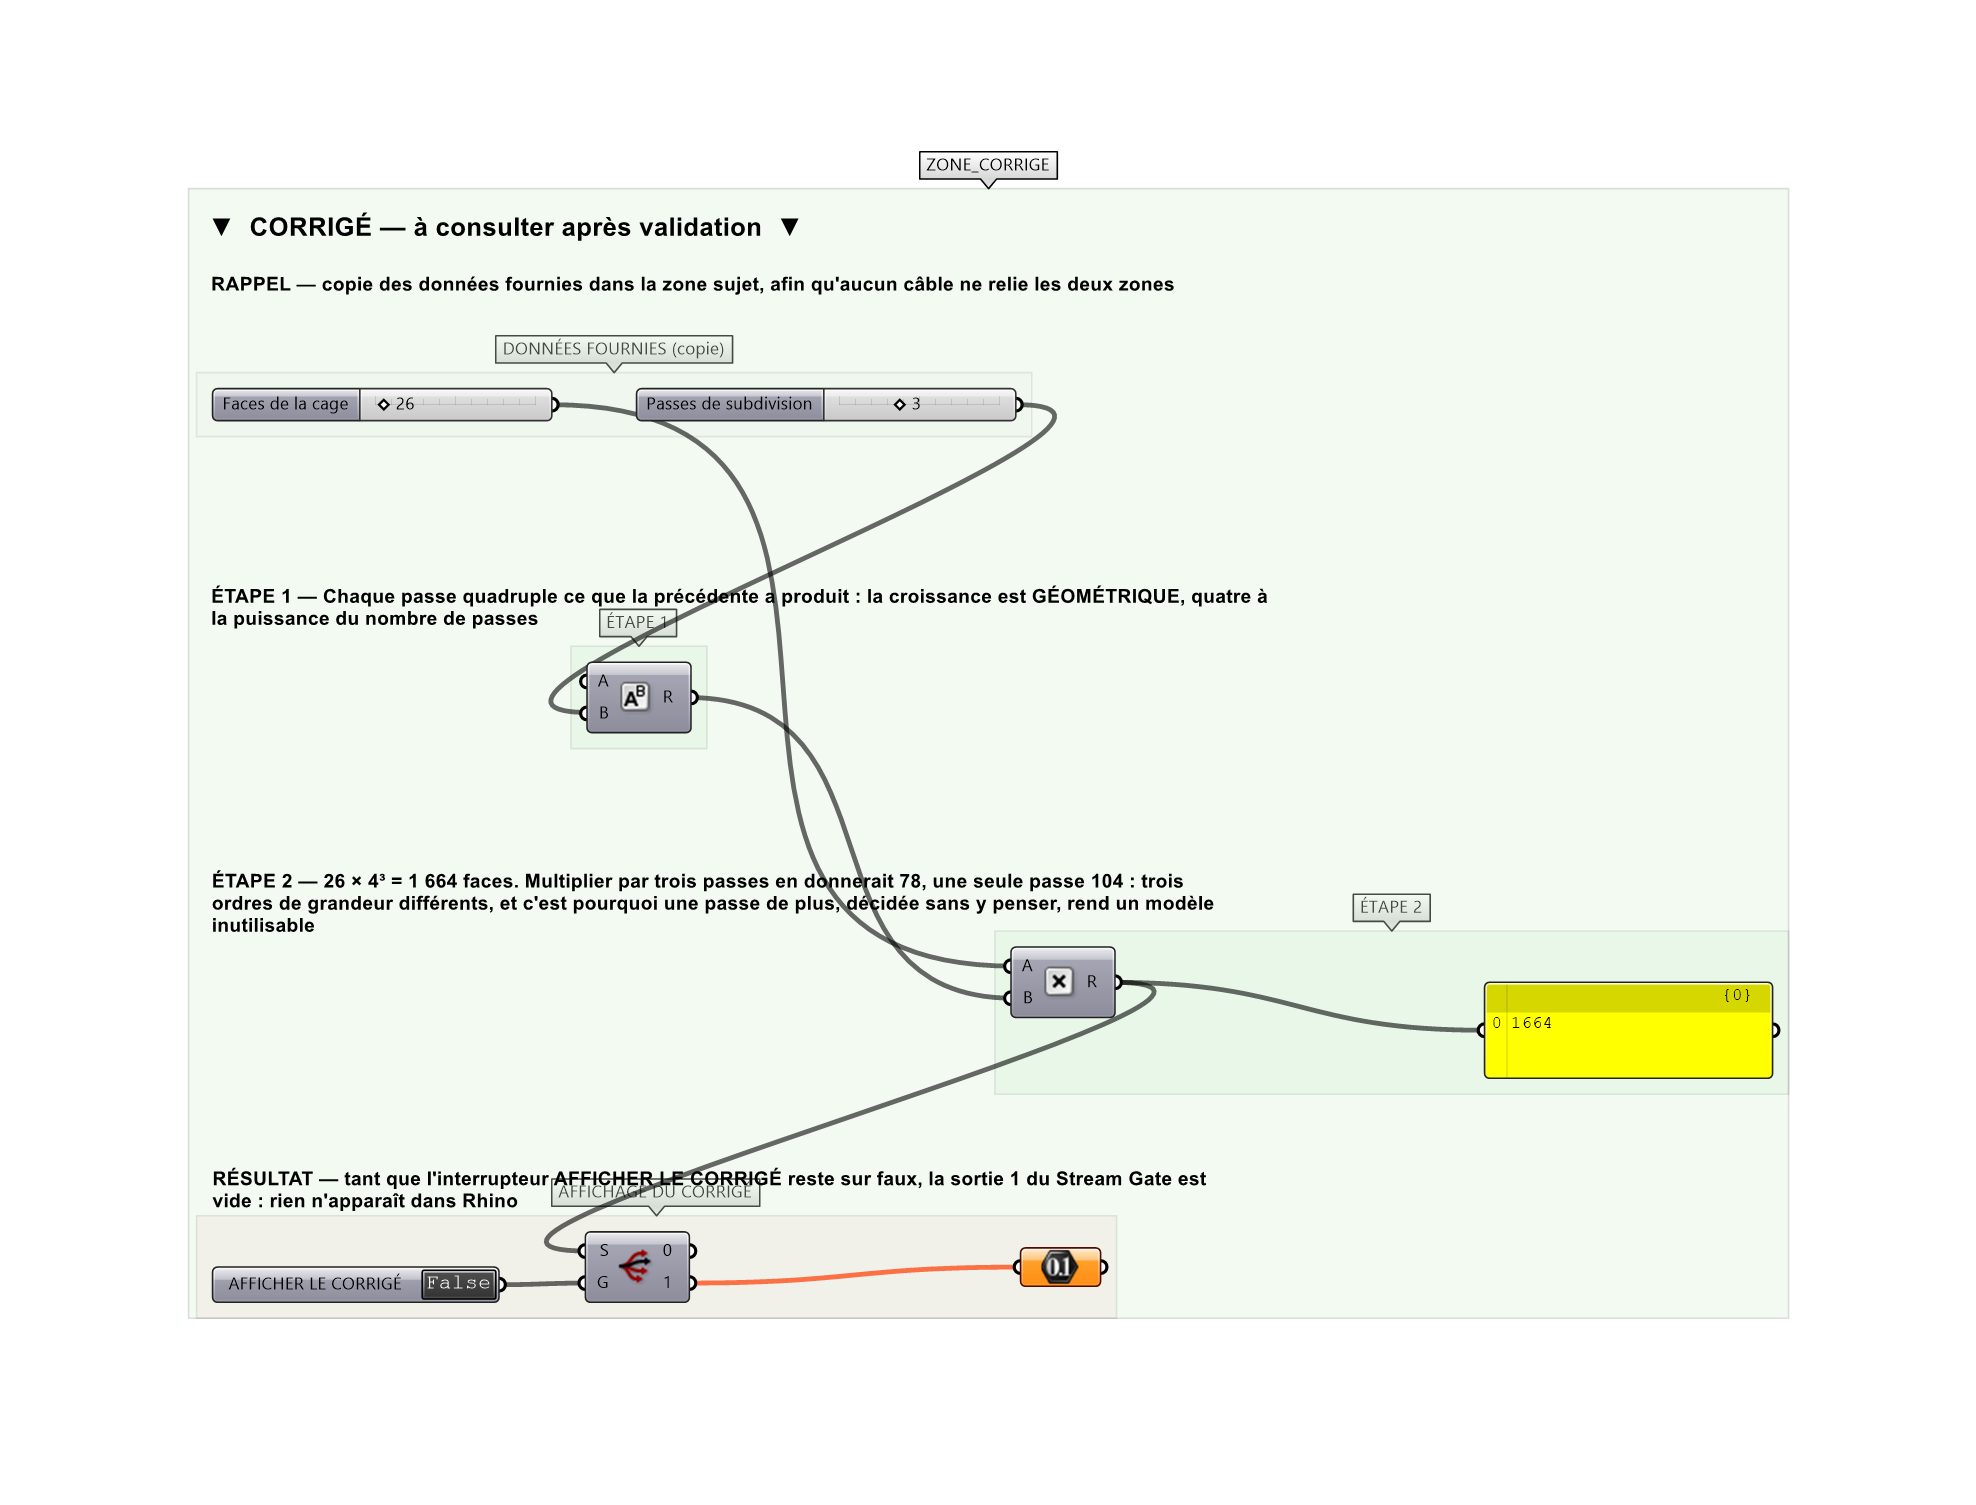 ZONE_CORRIGE
▼ CORRIGÉ — à consulter après validation ▼
RAPPEL — copie des données fournies dans la zone sujet, afin qu'aucun câble ne relie les deux zones
DONNÉES FOURNIES (copie)
Faces de la cage 26
Passes de subdivision 3
ÉTAPE 1 — Chaque passe quadruple ce que la précédente a produit : la croissance est GÉOMÉTRIQUE, quatre à
la puissance du nombre de passes
ÉTAPE 1
A
B
A^B
R
ÉTAPE 2 — 26 × 4³ = 1 664 faces. Multiplier par trois passes en donnerait 78, une seule passe 104 : trois
ordres de grandeur différents, et c'est pourquoi une passe de plus, décidée sans y penser, rend un modèle
inutilisable
ÉTAPE 2
A
B
×
R
{0}
0 1664
RÉSULTAT — tant que l'interrupteur AFFICHER LE CORRIGÉ reste sur faux, la sortie 1 du Stream Gate est
vide : rien n'apparaît dans Rhino
AFFICHAGE DU CORRIGÉ
AFFICHER LE CORRIGÉ False
S 0
G 1
0.1